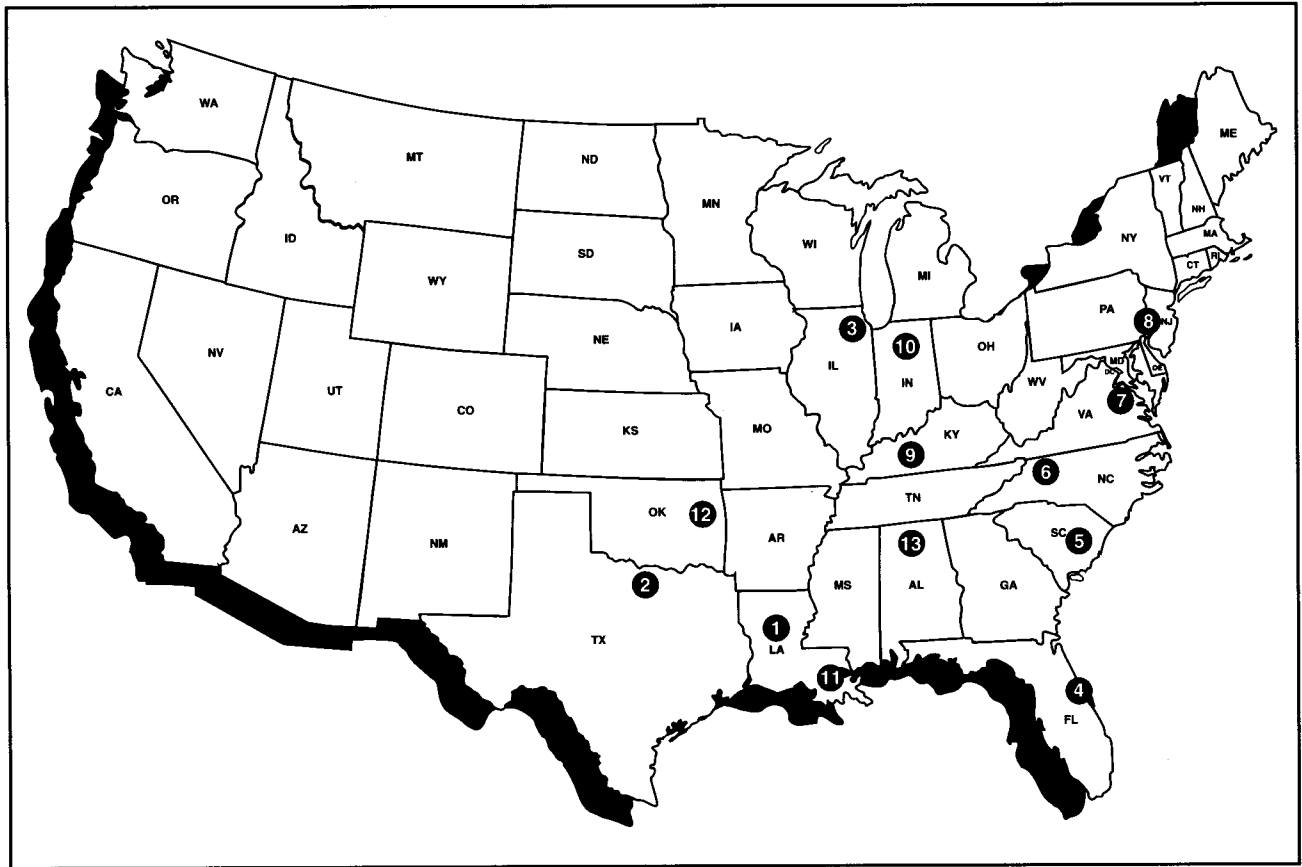 WA
MT
ND
MN
ME
OR
ID
SD
WI
MI
VT
NH
NY
MA
CT
RI
WY
NE
IA
3
10
PA
8
NJ
NV
UT
CO
IL
IN
OH
MD
DC
DE
CA
KS
MO
WV
VA
7
KY
9
6
NC
AZ
NM
OK
12
AR
TN
13
SC
5
2
MS
AL
GA
TX
1
LA
11
4
FL